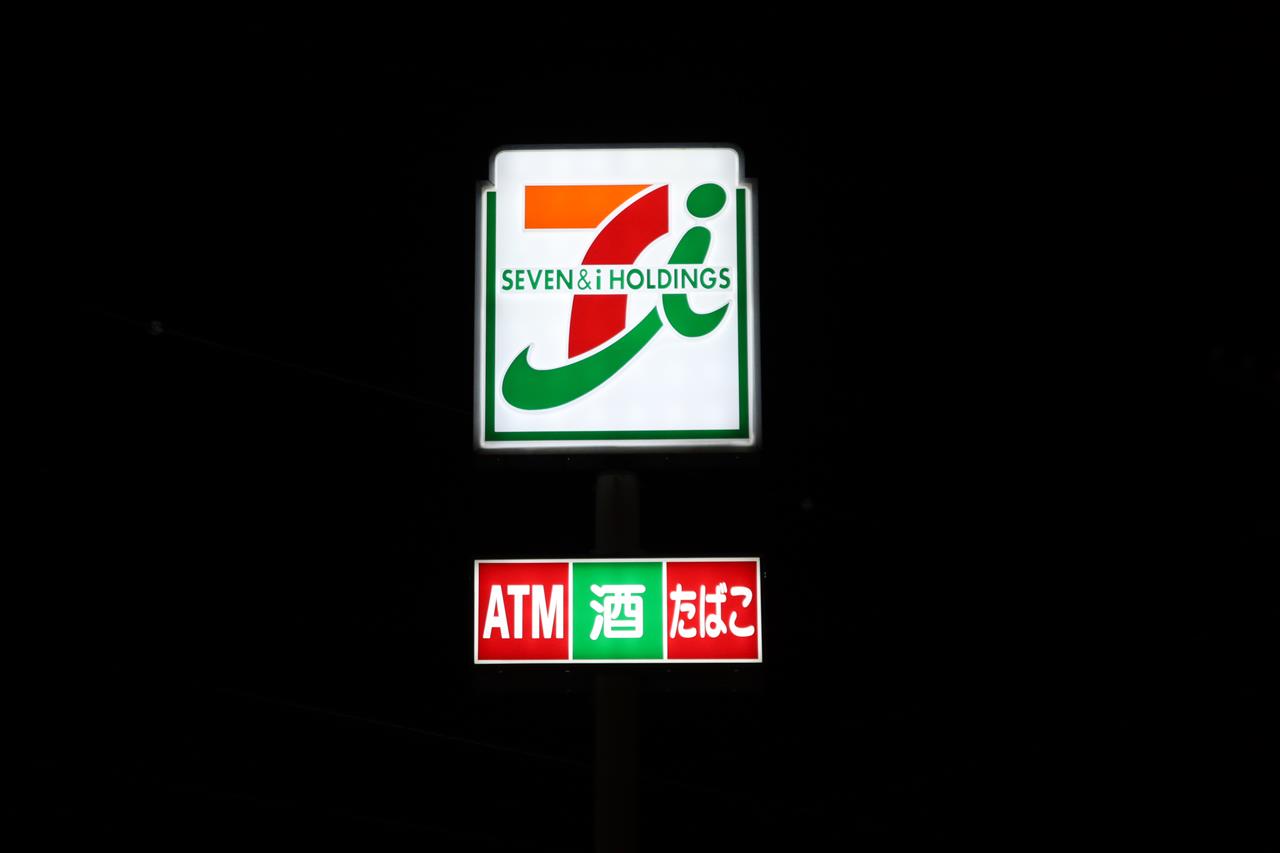 SEVEN & i HOLDINGS
ATM 酒 たばこ